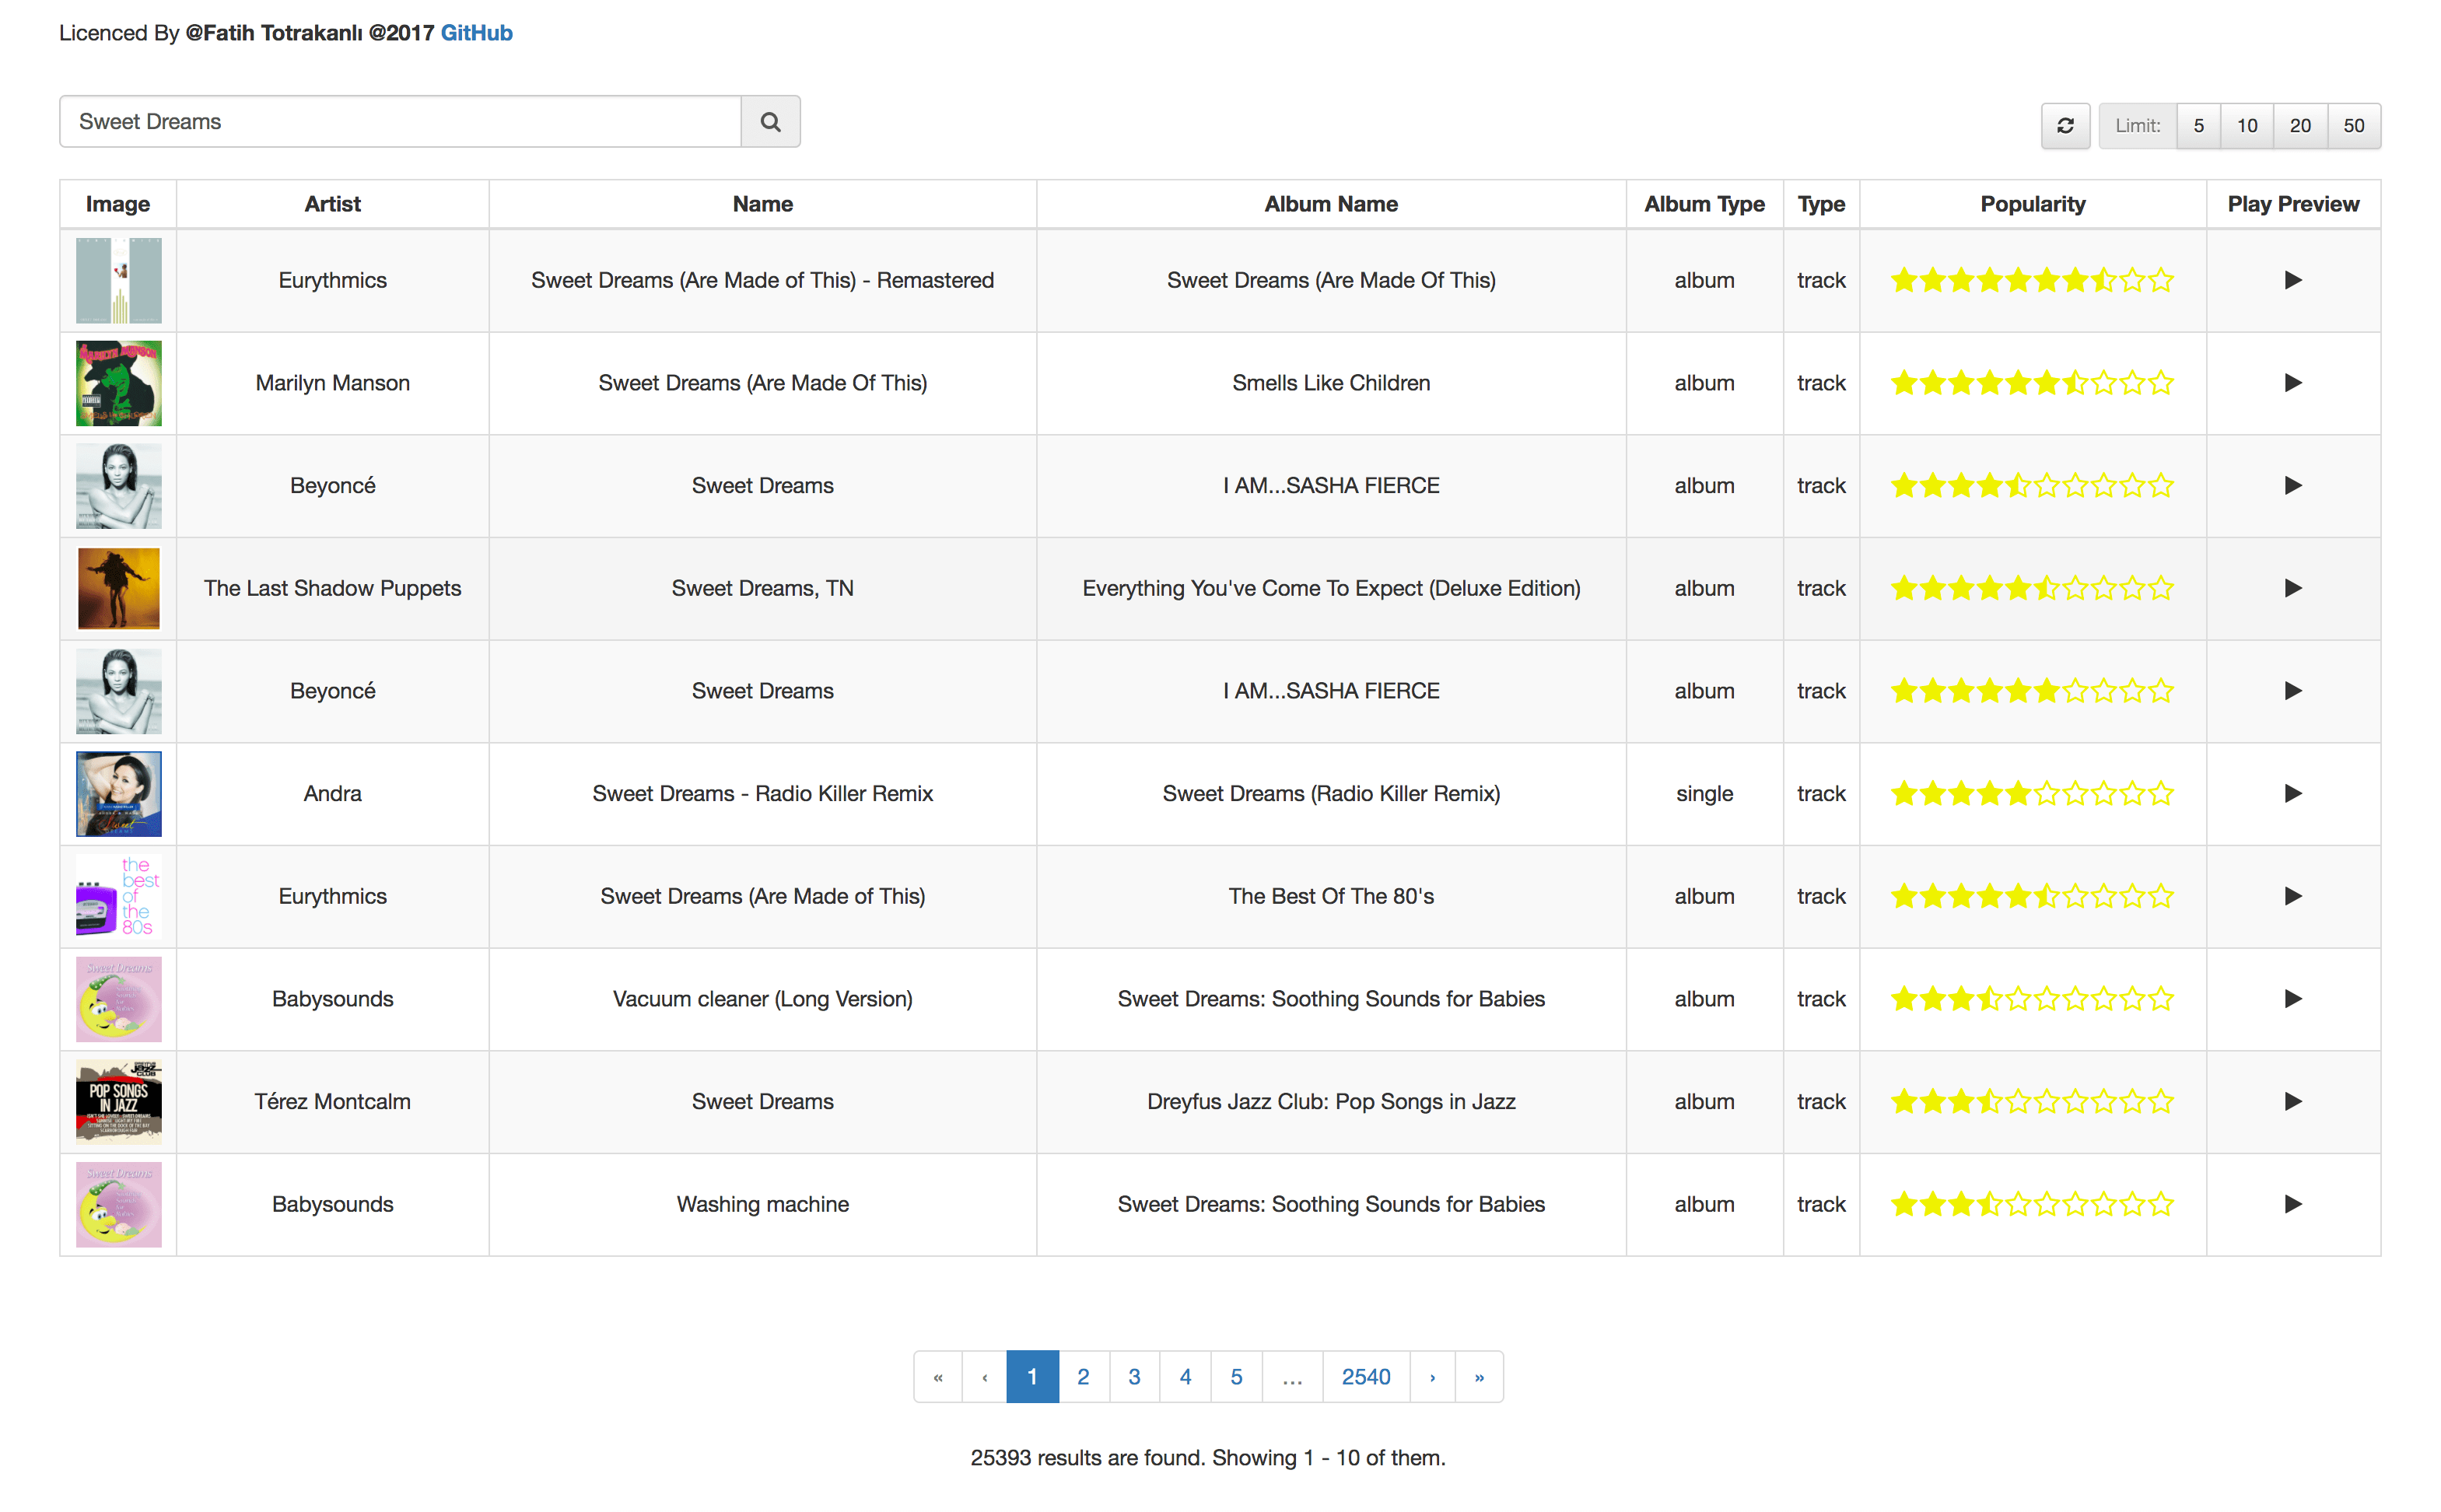 Licenced By @Fatih Totrakanlı @2017 GitHub
Sweet Dreams
Limit: 5 10 20 50
Image Artist Name Album Name Album Type Type Popularity Play Preview
Eurythmics Sweet Dreams (Are Made of This) - Remastered Sweet Dreams (Are Made Of This) album track
Marilyn Manson Sweet Dreams (Are Made Of This) Smells Like Children album track
Beyoncé Sweet Dreams I AM...SASHA FIERCE album track
The Last Shadow Puppets Sweet Dreams, TN Everything You've Come To Expect (Deluxe Edition) album track
Beyoncé Sweet Dreams I AM...SASHA FIERCE album track
Andra Sweet Dreams - Radio Killer Remix Sweet Dreams (Radio Killer Remix) single track
the
best
of
the
80s
Eurythmics Sweet Dreams (Are Made of This) The Best Of The 80's album track
Sweet Dreams
Babysounds Vacuum cleaner (Long Version) Sweet Dreams: Soothing Sounds for Babies album track
POP SONGS
IN JAZZ
Térez Montcalm Sweet Dreams Dreyfus Jazz Club: Pop Songs in Jazz album track
Sweet Dreams
Babysounds Washing machine Sweet Dreams: Soothing Sounds for Babies album track
« ‹ 1 2 3 4 5 ... 2540 › »
25393 results are found. Showing 1 - 10 of them.